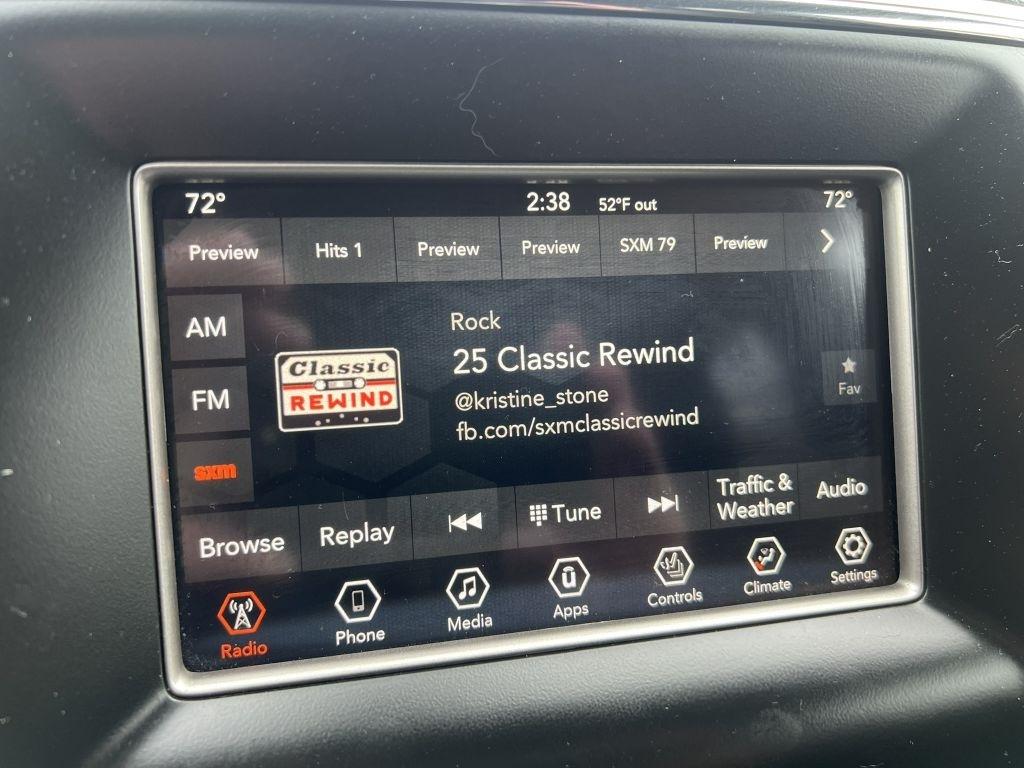 72° 2:38 52°F out 72°
Preview Hits 1 Preview Preview SXM 79 Preview
AM
FM
sxm
Classic
REWIND
Rock
25 Classic Rewind
@kristine_stone
fb.com/sxmclassicrewind
Fav
Browse Replay Tune Traffic & Weather Audio
Radio Phone Media Apps Controls Climate Settings